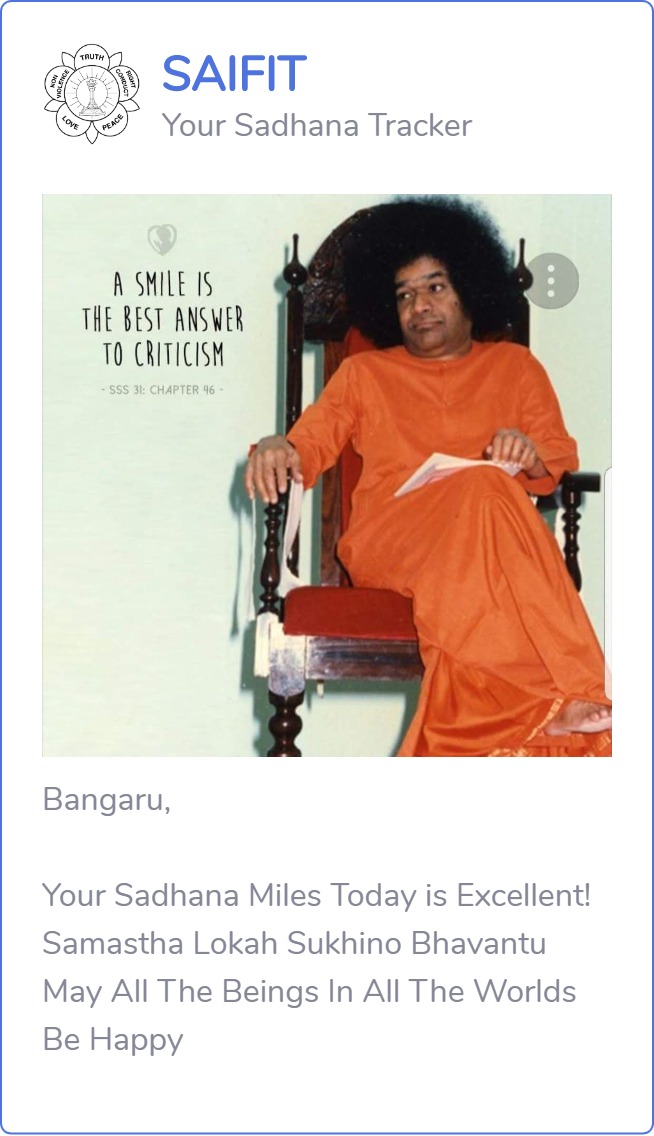 TRUTH
NON
VIOLENCE
RIGHT
CONDUCT
LOVE
PEACE
SAIFIT
Your Sadhana Tracker
A SMILE IS
THE BEST ANSWER
TO CRITICISM
- SSS 31: CHAPTER 46 -
Bangaru,
Your Sadhana Miles Today is Excellent!
Samastha Lokah Sukhino Bhavantu
May All The Beings In All The Worlds
Be Happy